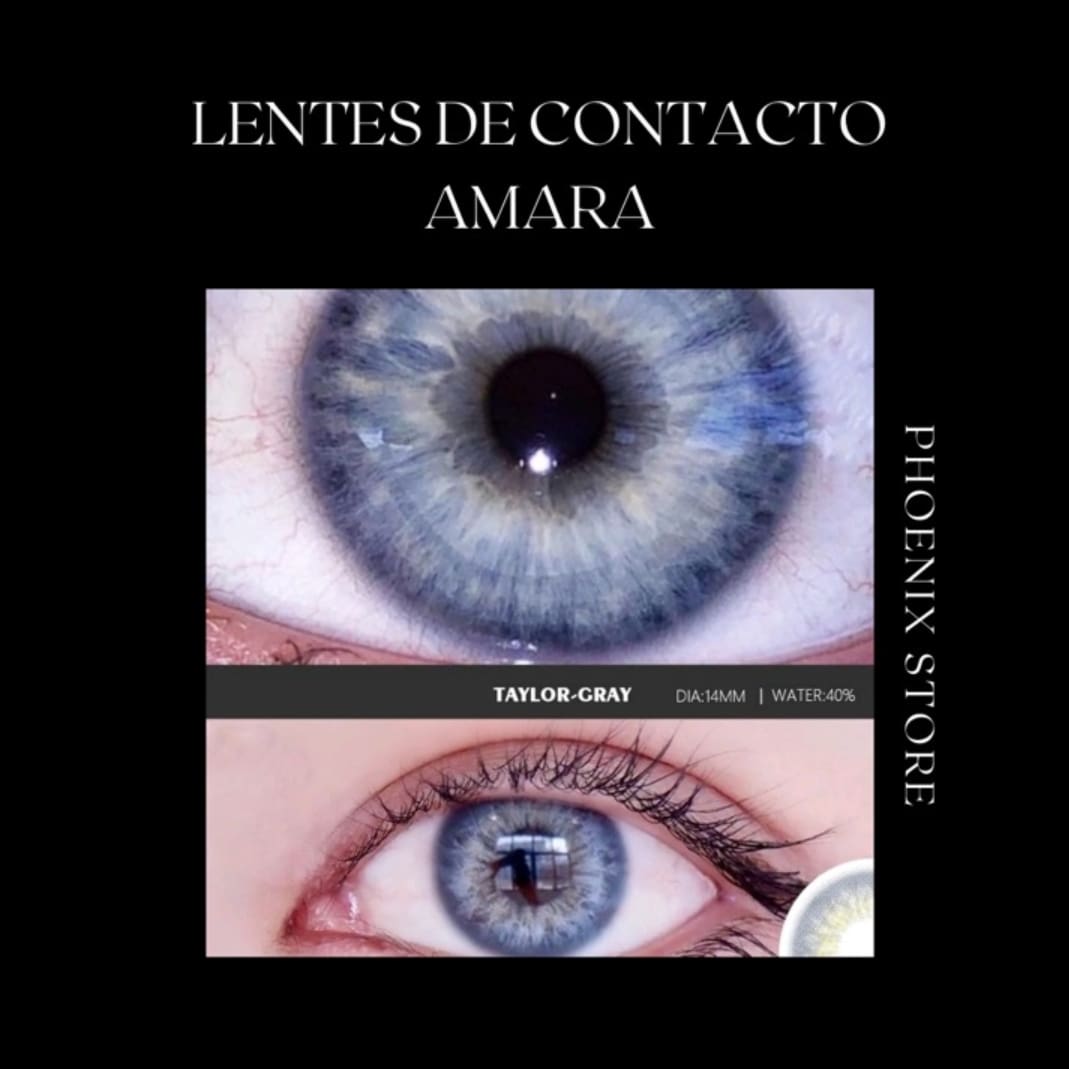 LENTES DE CONTACTO
AMARA
TAYLOR-GRAY DIA:14MM | WATER:40%
PHOENIX STORE